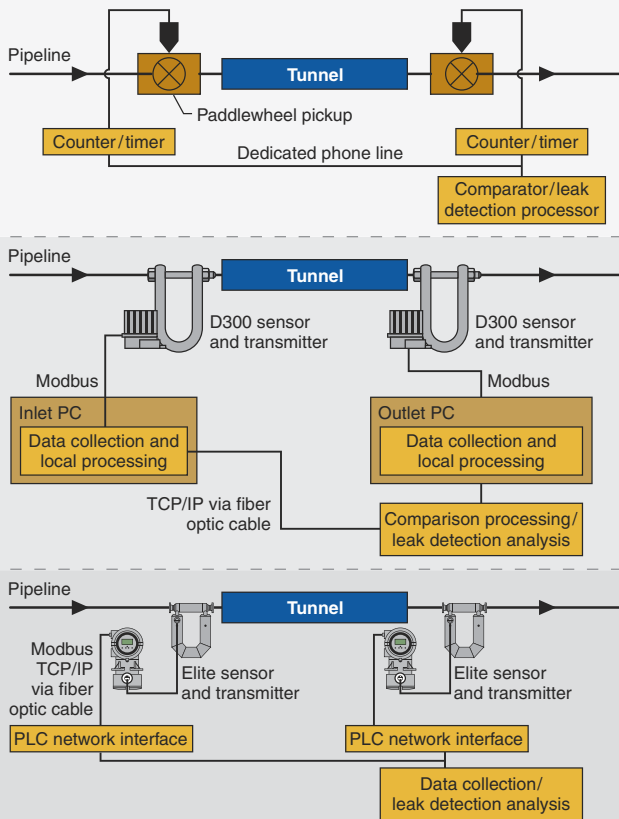 Pipeline
Tunnel
Paddlewheel pickup
Counter/timer
Counter/timer
Dedicated phone line
Comparator/leak
detection processor
Pipeline
Tunnel
D300 sensor
and transmitter
D300 sensor
and transmitter
Modbus
Modbus
Inlet PC
Data collection and
local processing
Outlet PC
Data collection and
local processing
TCP/IP via fiber
optic cable
Comparison processing/
leak detection analysis
Pipeline
Tunnel
Modbus
TCP/IP
via fiber
optic cable
Elite sensor
and transmitter
Elite sensor
and transmitter
PLC network interface
PLC network interface
Data collection/
leak detection analysis